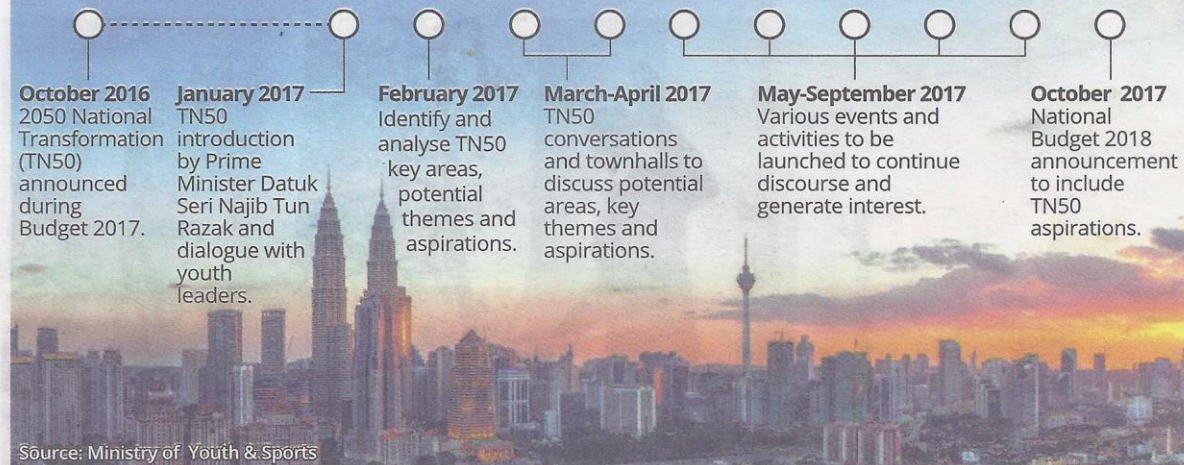 October 2016
2050 National
Transformation
(TN50)
announced
during
Budget 2017.
January 2017
TN50
introduction
by Prime
Minister Datuk
Seri Najib Tun
Razak and
dialogue with
youth
leaders.
February 2017
Identify and
analyse TN50
key areas,
potential
themes and
aspirations.
March-April 2017
TN50
conversations
and townhalls to
discuss potential
areas, key
themes and
aspirations.
May-September 2017
Various events and
activities to be
launched to continue
discourse and
generate interest.
October 2017
National
Budget 2018
announcement
to include
TN50
aspirations.
Source: Ministry of Youth & Sports